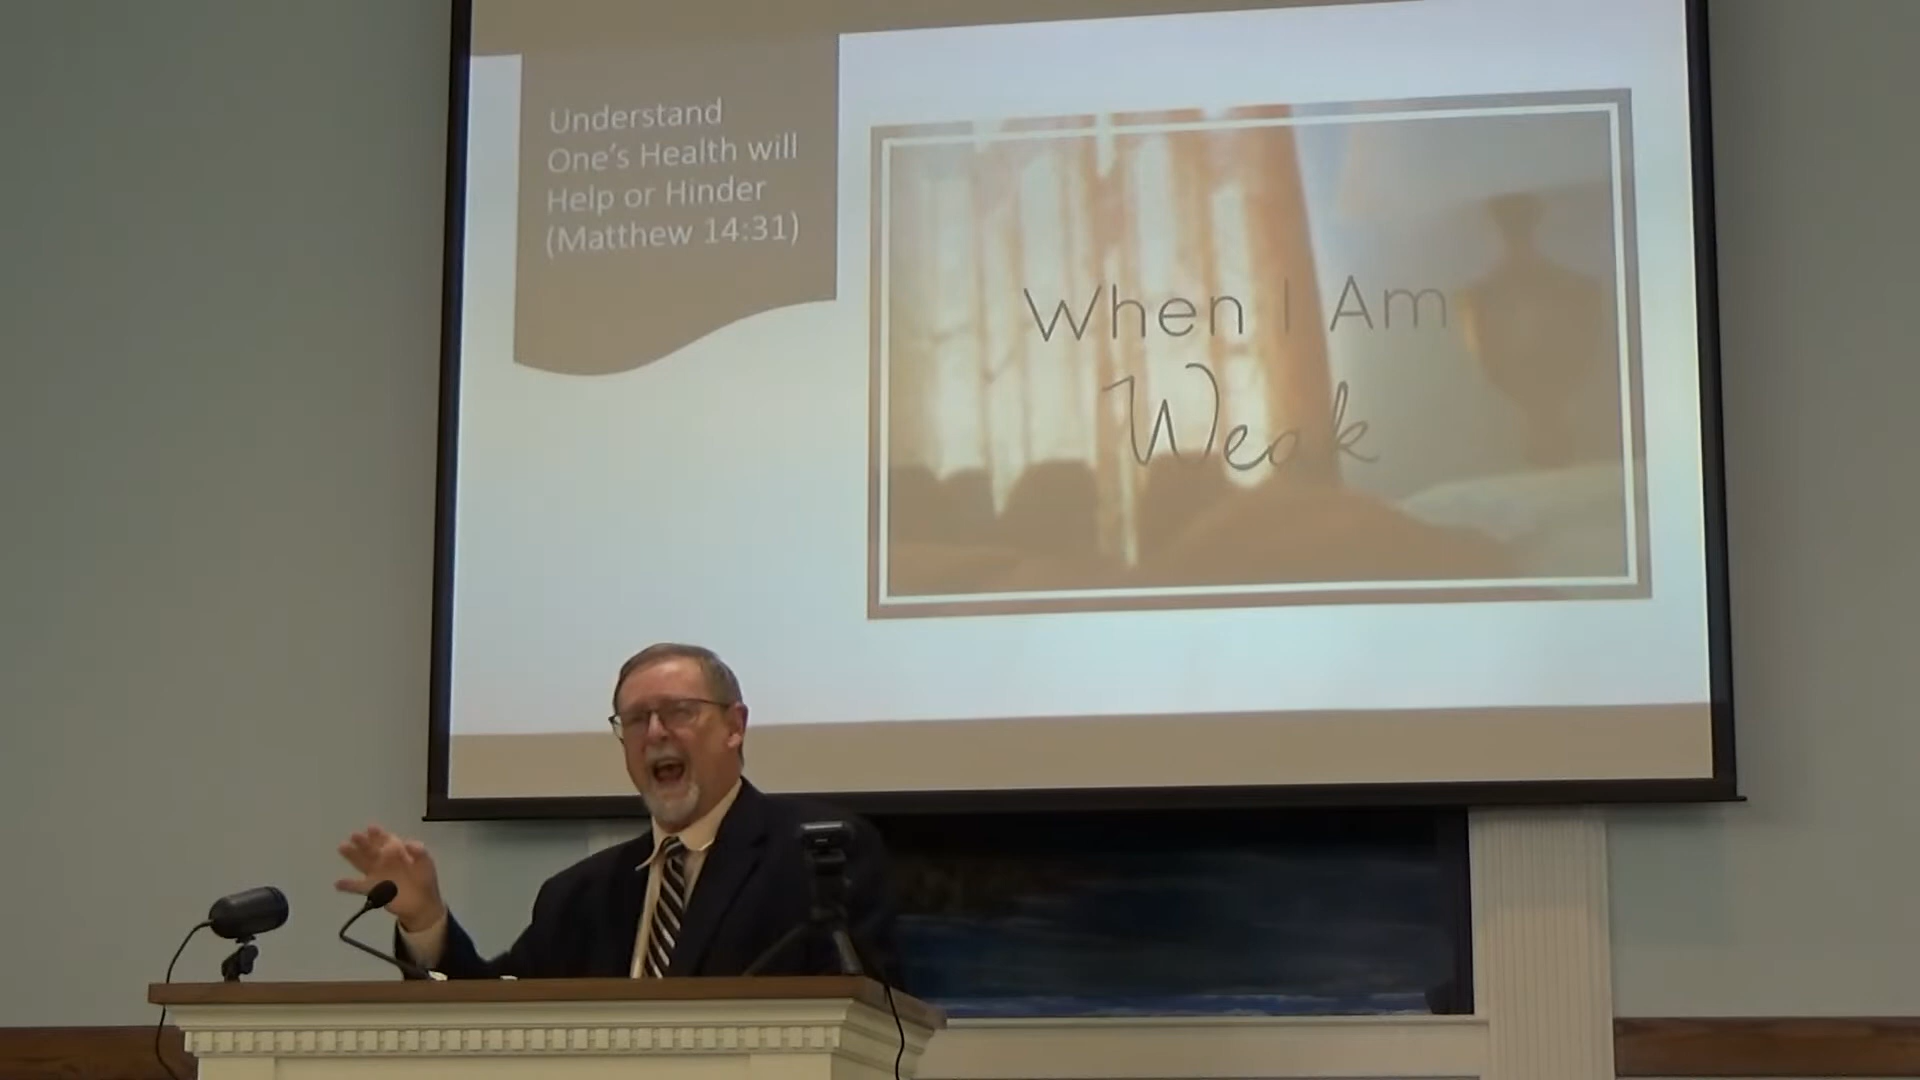 Understand
One's Health will
Help or Hinder
(Matthew 14:31)
When I Am
Weak